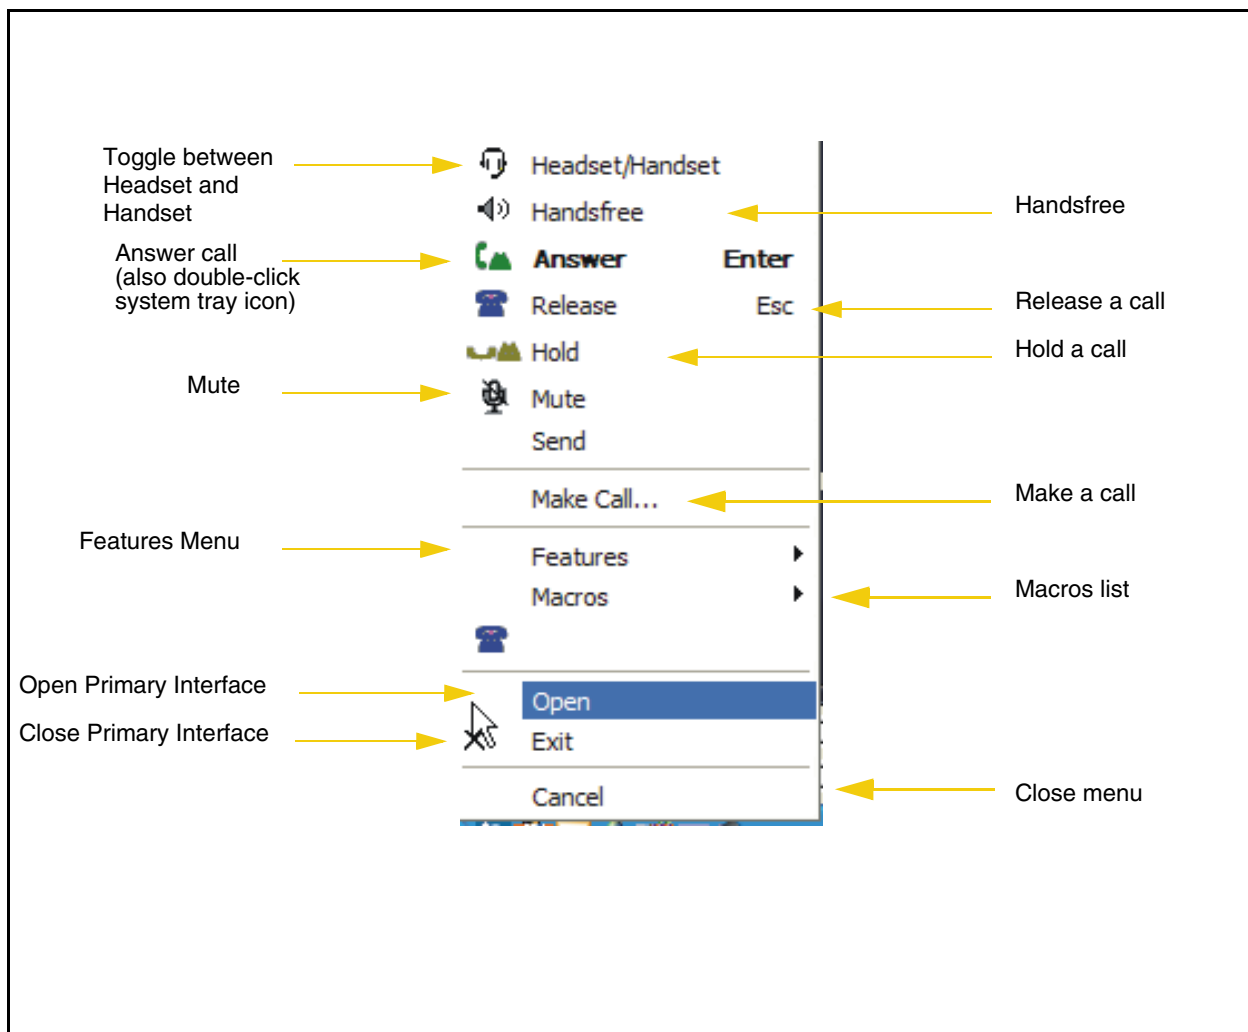 Toggle between
Headset and
Handset
Headset/Handset
Handsfree
Handsfree
Answer call
(also double-click
system tray icon)
Answer Enter
Release Esc
Release a call
Hold
Hold a call
Mute
Mute
Send
Make Call...
Make a call
Features Menu
Features
Macros
Macros list
Open Primary Interface
Open
Close Primary Interface
Exit
Cancel
Close menu